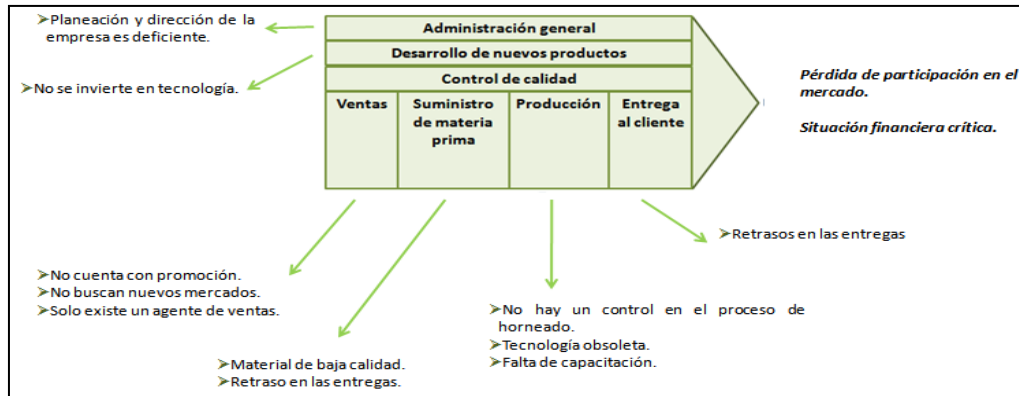 ➤Planeación y dirección de la
empresa es deficiente.
➤No se invierte en tecnología.
Administración general
Desarrollo de nuevos productos
Control de calidad
Ventas
Suministro
de materia
prima
Producción
Entrega
al cliente
Pérdida de participación en el
mercado.
Situación financiera crítica.
➤Retrasos en las entregas
➤No cuenta con promoción.
➤No buscan nuevos mercados.
➤Solo existe un agente de ventas.
➤Material de baja calidad.
➤Retraso en las entregas.
➤No hay un control en el proceso de
horneado.
➤Tecnología obsoleta.
➤Falta de capacitación.